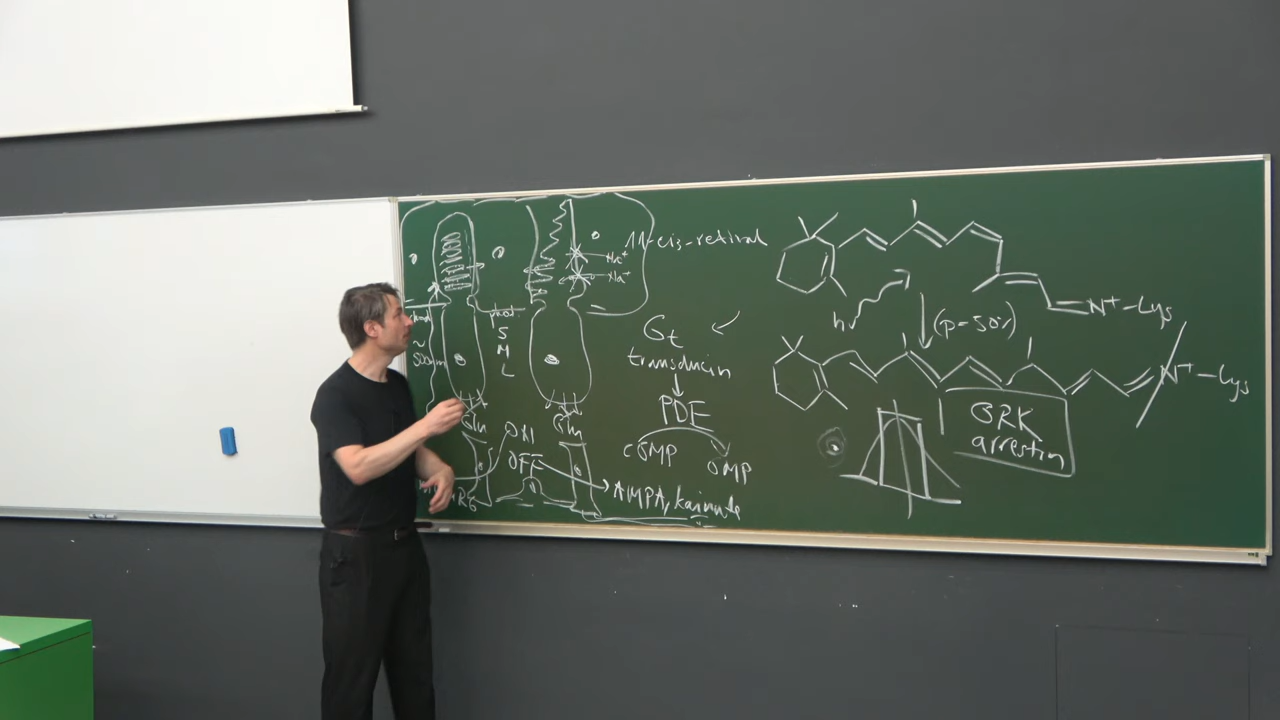 11-cis-retinal
Na⁺
Na⁺
~
500nm
phot.
S
M
L
Gt
transducin
PDE
cGMP
GMP
Glu
Glu
ON
OFF
AMPA, kainate
hν
(p=50%)
N⁺-Lys
N⁺-Lys
GRK
arrestin